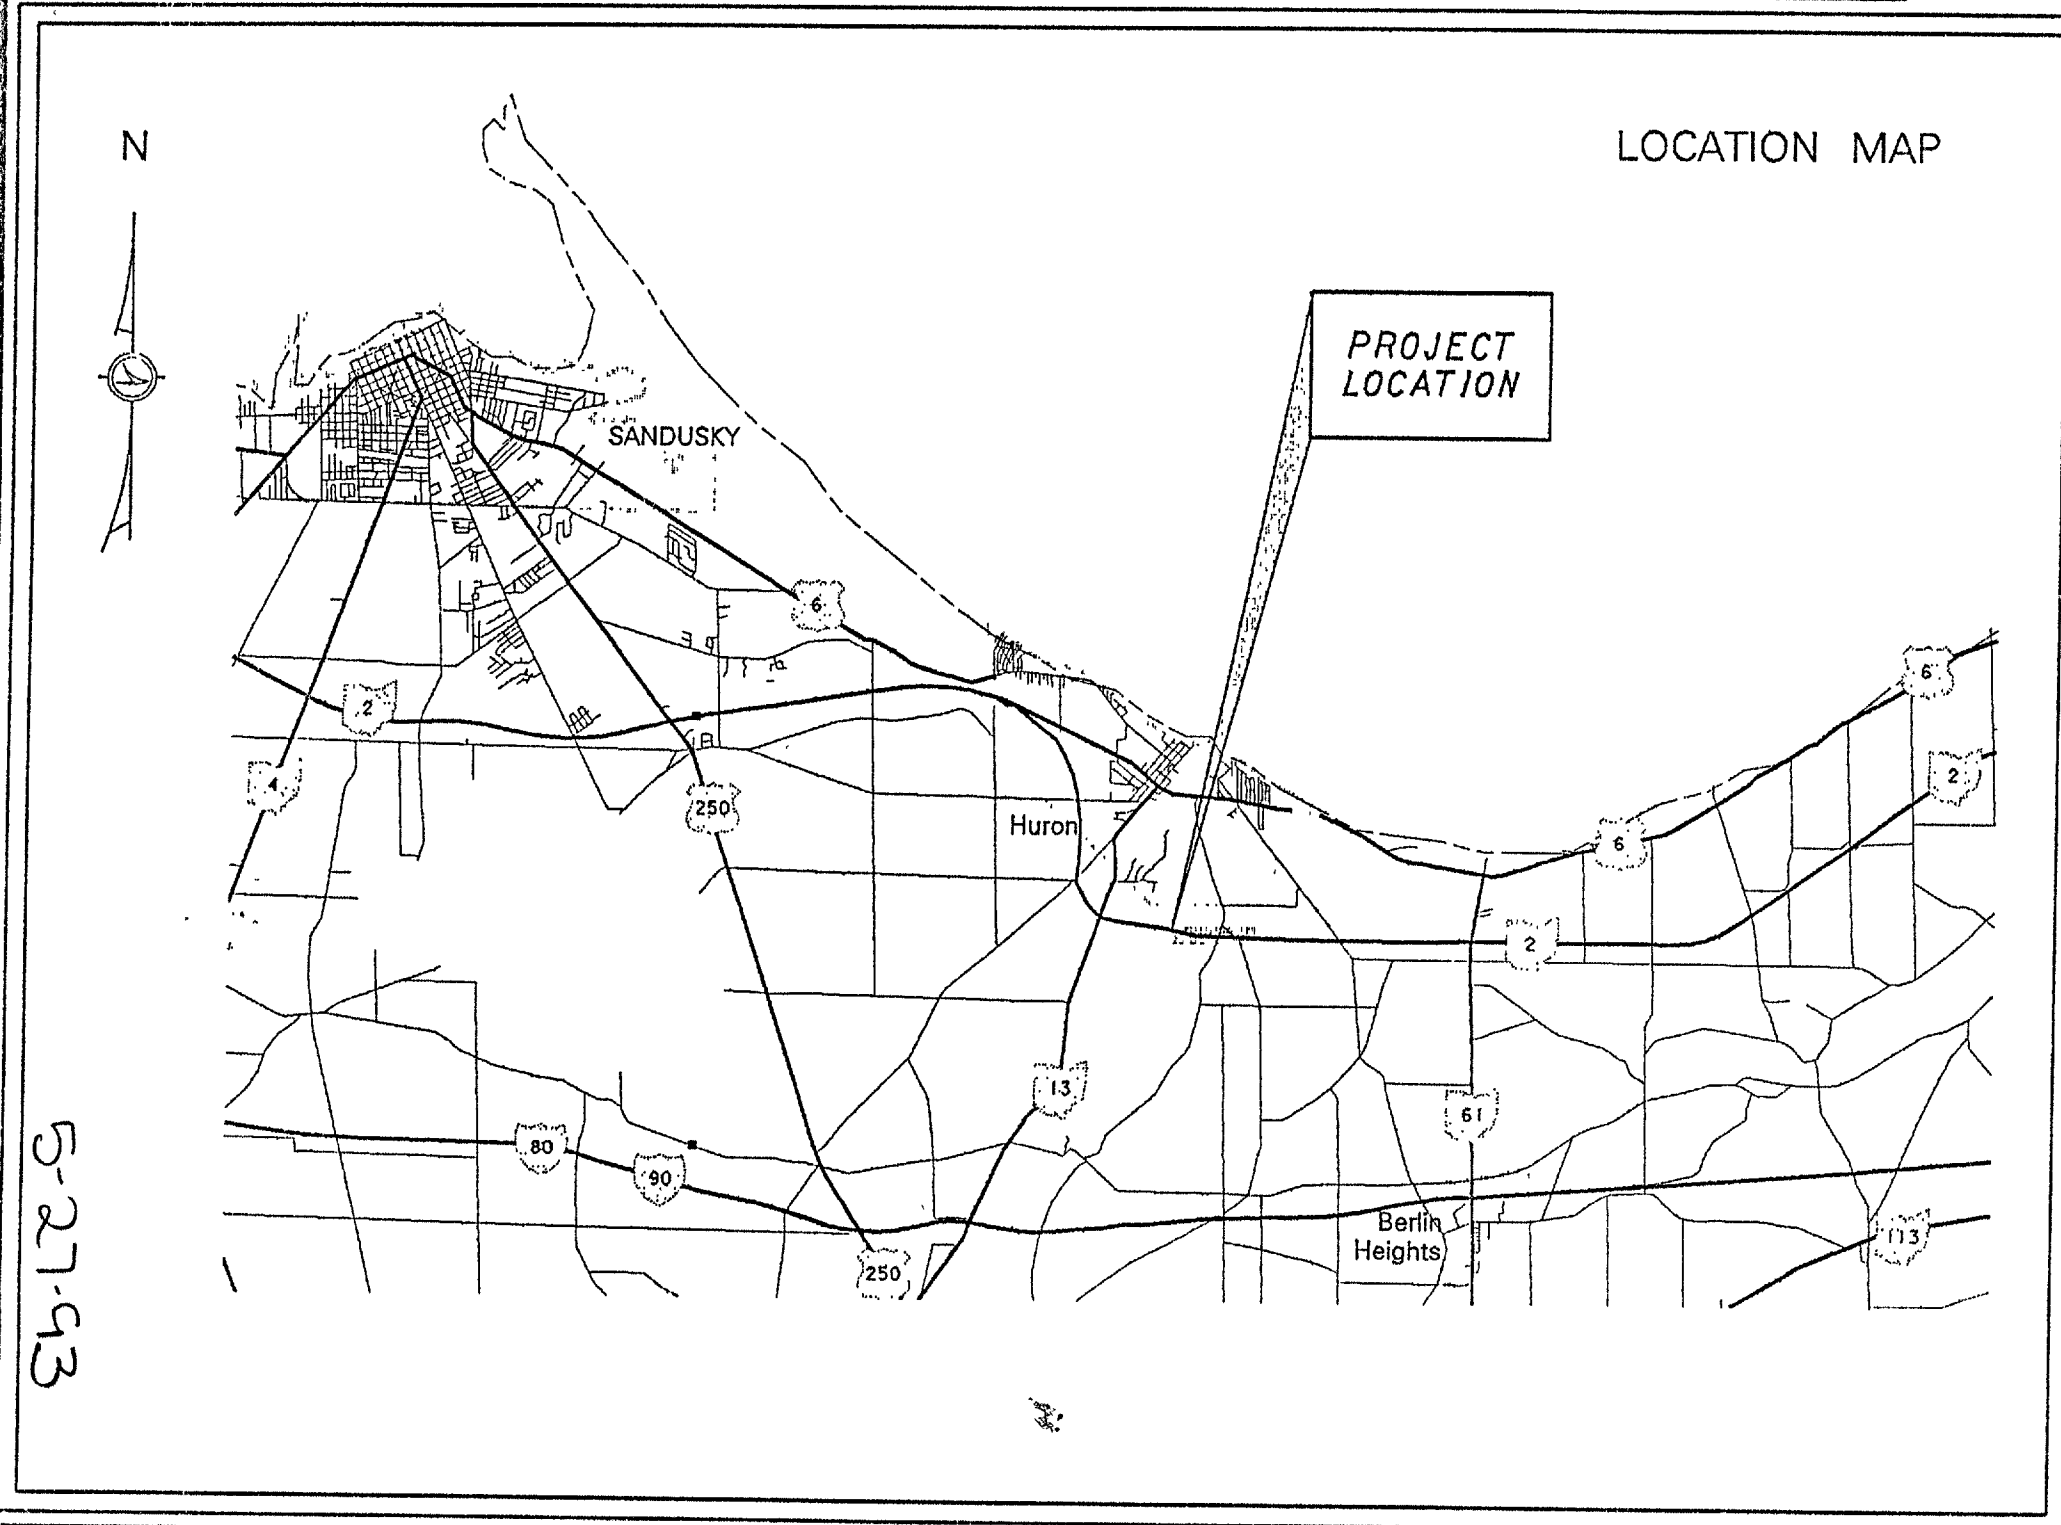 N
LOCATION MAP
PROJECT
LOCATION
SANDUSKY
6
6
2
2
4
250
Huron
6
2
13
61
80
90
Berlin
Heights
113
250
5-27-93